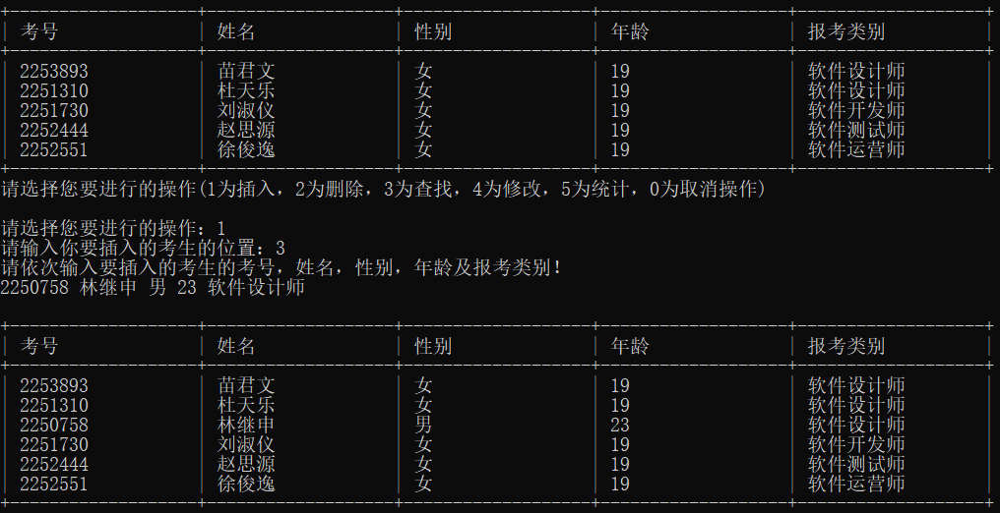 考号 姓名 性别 年龄 报考类别
2253893 苗君文 女 19 软件设计师
2251310 杜天乐 女 19 软件设计师
2251730 刘淑仪 女 19 软件开发师
2252444 赵思源 女 19 软件测试师
2252551 徐俊逸 女 19 软件运营师
请选择您要进行的操作(1为插入，2为删除，3为查找，4为修改，5为统计，0为取消操作)
请选择您要进行的操作：1
请输入你要插入的考生的位置：3
请依次输入要插入的考生的考号，姓名，性别，年龄及报考类别！
2250758 林继申 男 23 软件设计师
考号 姓名 性别 年龄 报考类别
2253893 苗君文 女 19 软件设计师
2251310 杜天乐 女 19 软件设计师
2250758 林继申 男 23 软件设计师
2251730 刘淑仪 女 19 软件开发师
2252444 赵思源 女 19 软件测试师
2252551 徐俊逸 女 19 软件运营师